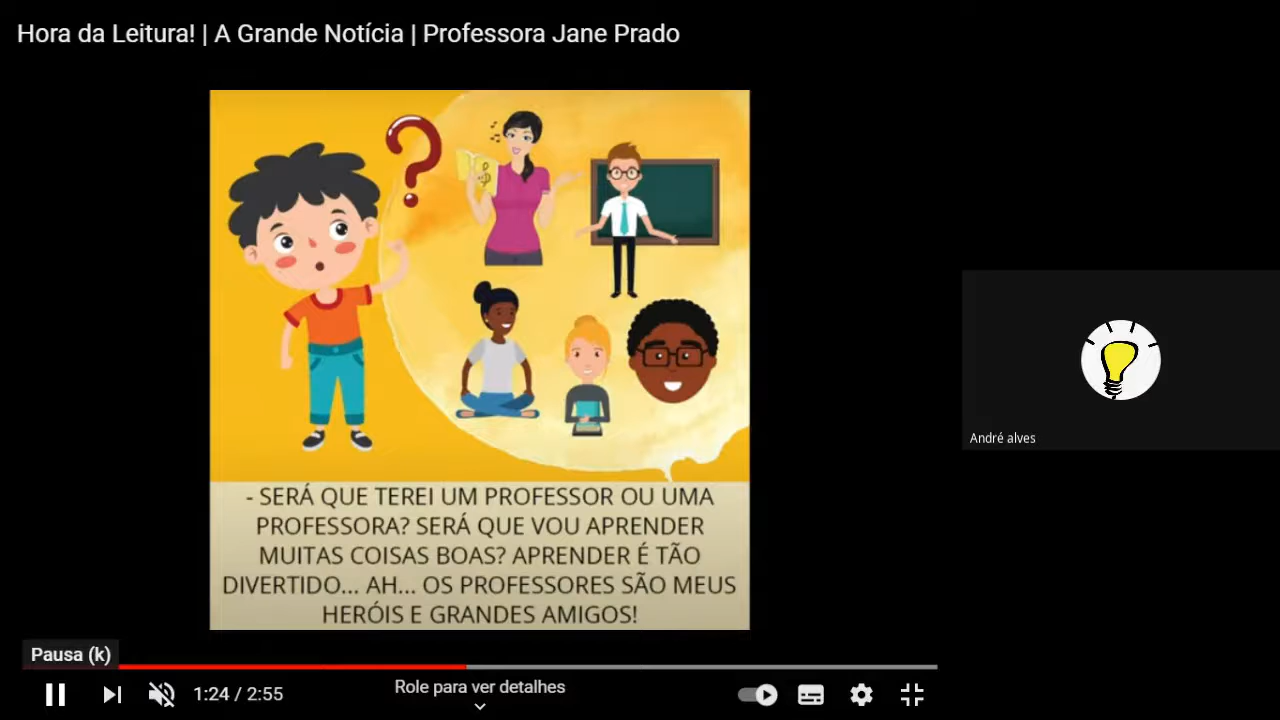 Hora da Leitura! | A Grande Notícia | Professora Jane Prado
- SERÁ QUE TEREI UM PROFESSOR OU UMA
PROFESSORA? SERÁ QUE VOU APRENDER
MUITAS COISAS BOAS? APRENDER É TÃO
DIVERTIDO... AH... OS PROFESSORES SÃO MEUS
HERÓIS E GRANDES AMIGOS!
André alves
Pausa (k)
1:24 / 2:55
Role para ver detalhes